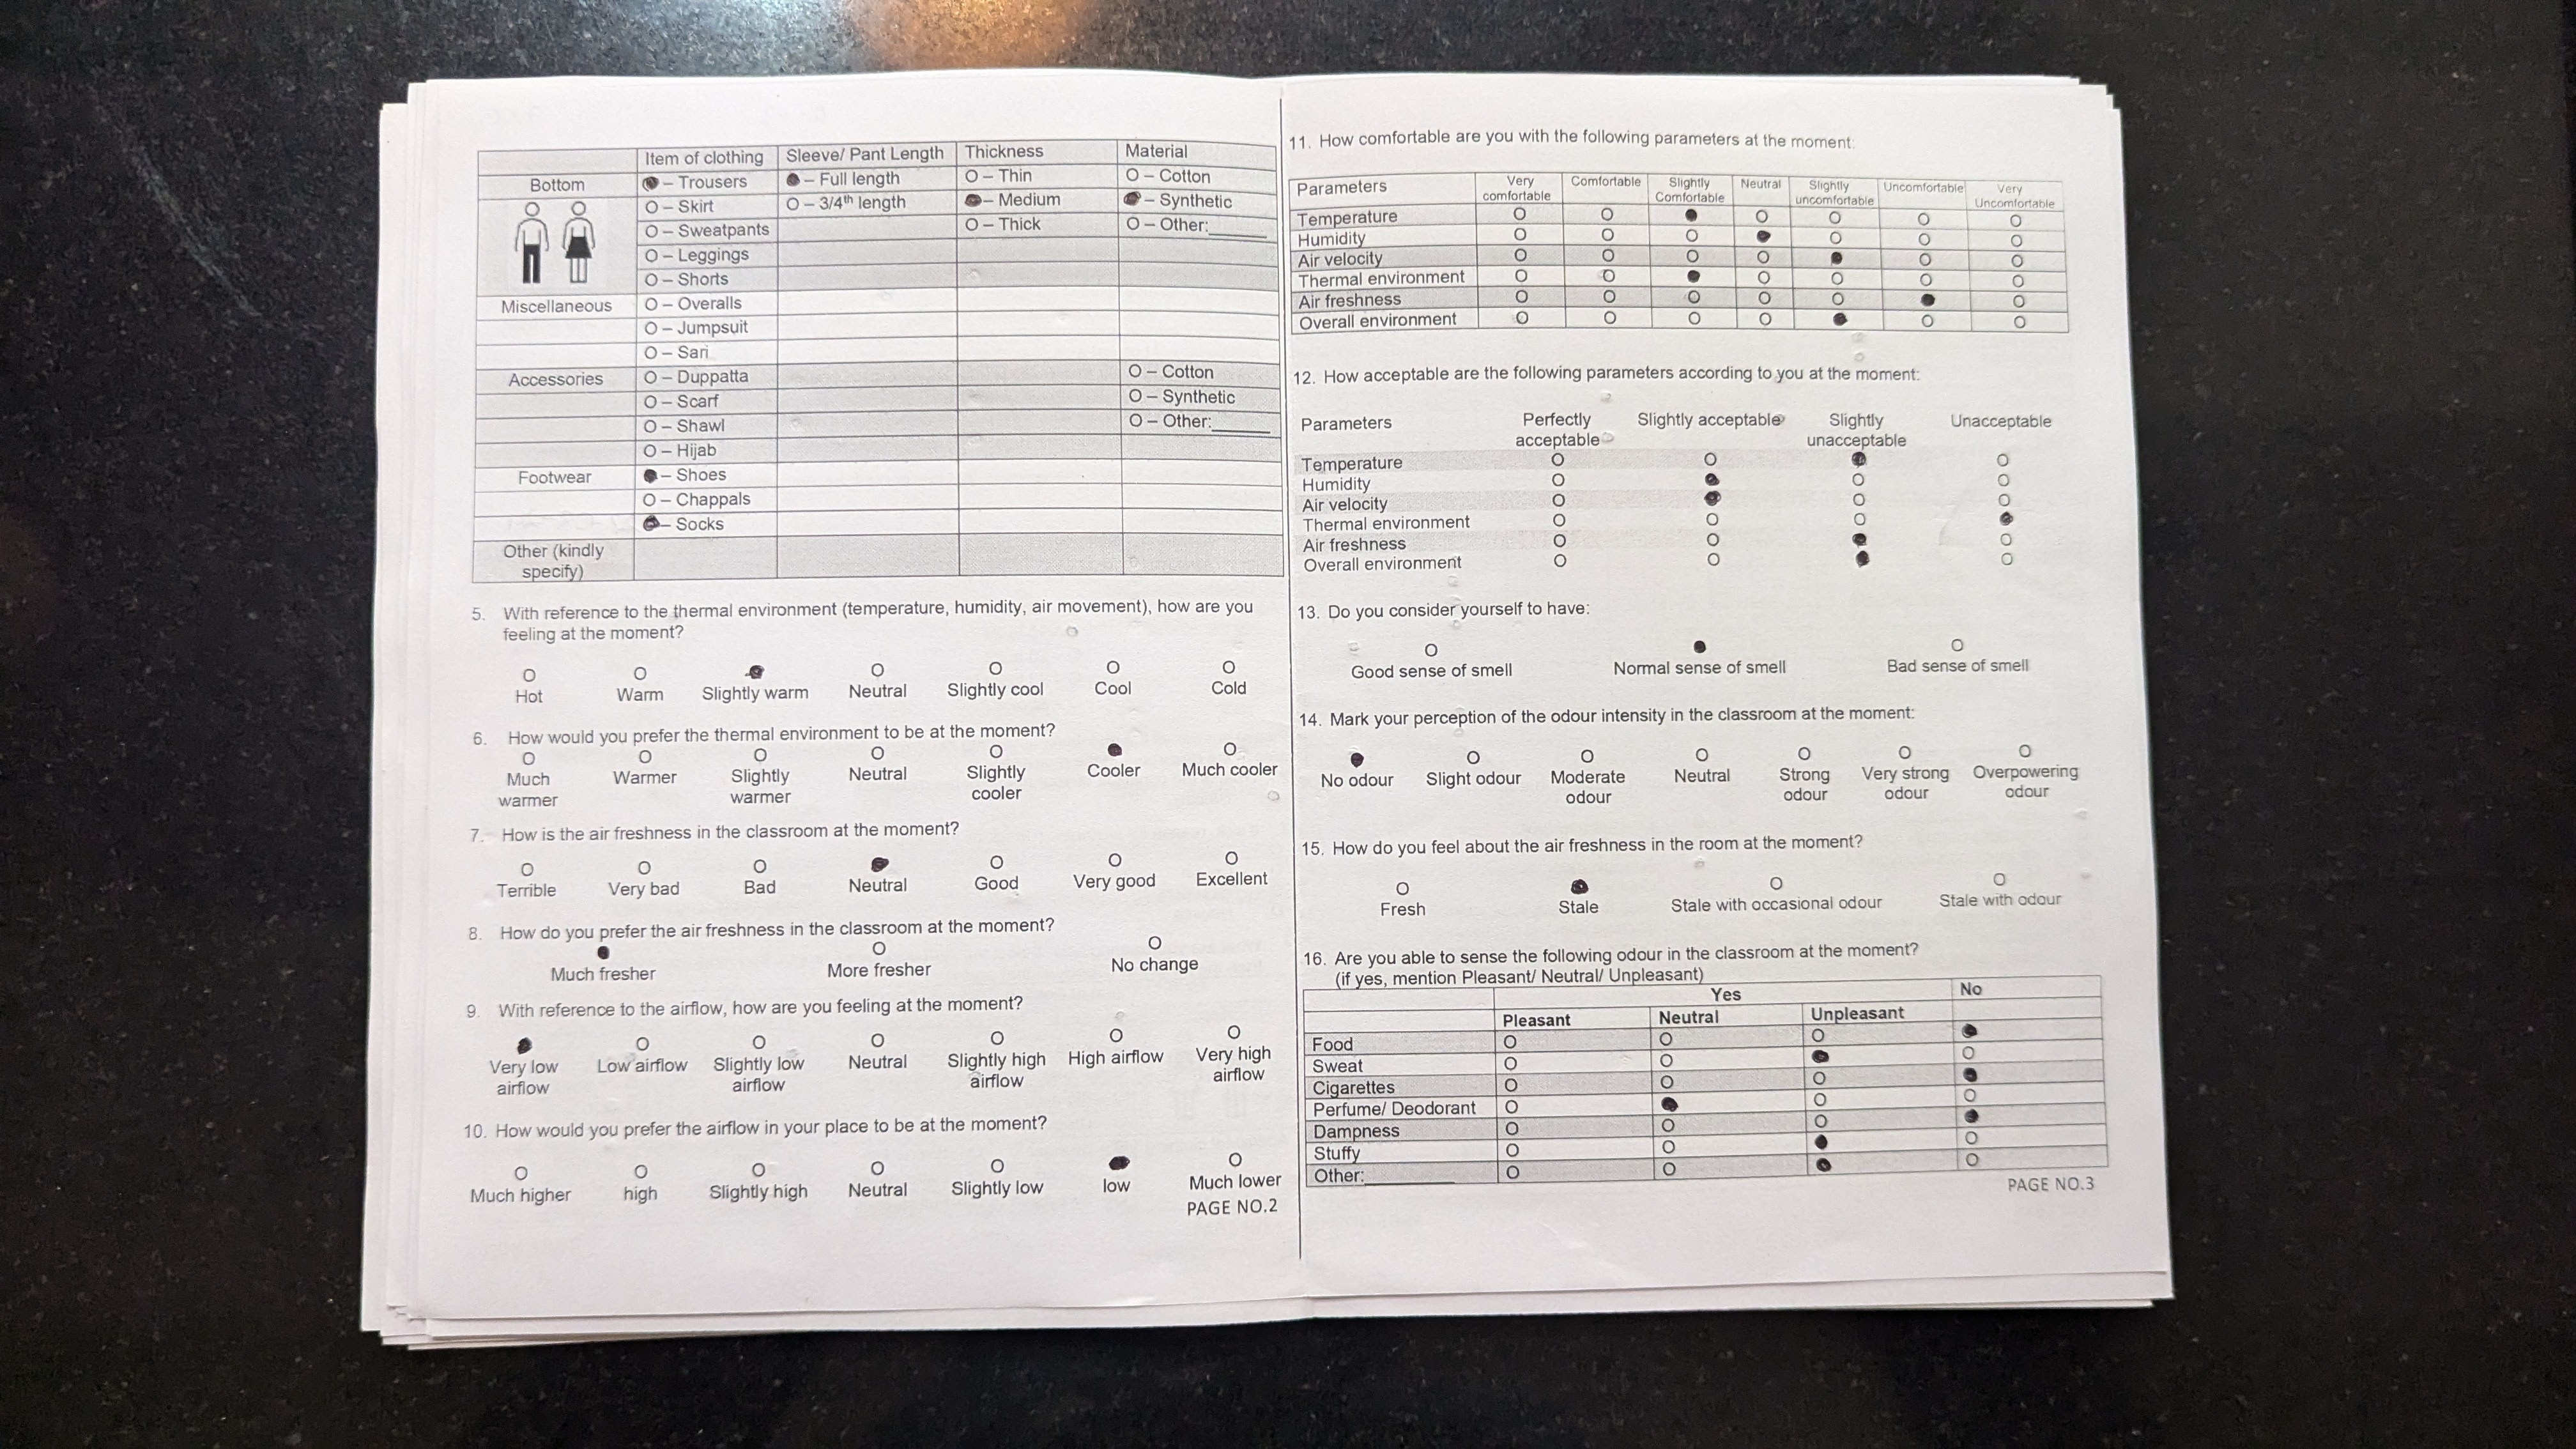 Item of clothing Sleeve/ Pant Length Thickness Material
Bottom ● – Trousers ● – Full length O – Thin O – Cotton
O – Skirt O – 3/4th length ● – Medium ● – Synthetic
O – Sweatpants O – Thick O – Other:______
O – Leggings
O – Shorts
Miscellaneous O – Overalls
O – Jumpsuit
O – Sari
Accessories O – Duppatta O – Cotton
O – Scarf O – Synthetic
O – Shawl O – Other:______
O – Hijab
Footwear ● – Shoes
O – Chappals
● – Socks
Other (kindly
specify)
5. With reference to the thermal environment (temperature, humidity, air movement), how are you
feeling at the moment?
O O ● O O O O
Hot Warm Slightly warm Neutral Slightly cool Cool Cold
6. How would you prefer the thermal environment to be at the moment?
O O O O O ● O
Much Warmer Slightly Neutral Slightly Cooler Much cooler
warmer warmer cooler
7. How is the air freshness in the classroom at the moment?
O O O ● O O O
Terrible Very bad Bad Neutral Good Very good Excellent
8. How do you prefer the air freshness in the classroom at the moment?
● O O
Much fresher More fresher No change
9. With reference to the airflow, how are you feeling at the moment?
● O O O O O O
Very low Low airflow Slightly low Neutral Slightly high High airflow Very high
airflow airflow airflow airflow
10. How would you prefer the airflow in your place to be at the moment?
O O O O O ● O
Much higher high Slightly high Neutral Slightly low low Much lower
PAGE NO.2
11. How comfortable are you with the following parameters at the moment:
Parameters Very Comfortable Slightly Neutral Slightly Uncomfortable Very
comfortable Comfortable uncomfortable Uncomfortable
Temperature O O ● O O O O
Humidity O O O ● O O O
Air velocity O O O O ● O O
Thermal environment O O ● O O O O
Air freshness O O O O O ● O
Overall environment O O O O ● O O
12. How acceptable are the following parameters according to you at the moment:
Parameters Perfectly Slightly acceptable Slightly Unacceptable
acceptable unacceptable
Temperature O O ● O
Humidity O ● O O
Air velocity O ● O O
Thermal environment O O O ●
Air freshness O O ● O
Overall environment O O ● O
13. Do you consider yourself to have:
O ● O
Good sense of smell Normal sense of smell Bad sense of smell
14. Mark your perception of the odour intensity in the classroom at the moment:
● O O O O O O
No odour Slight odour Moderate Neutral Strong Very strong Overpowering
odour odour odour odour
15. How do you feel about the air freshness in the room at the moment?
O ● O O
Fresh Stale Stale with occasional odour Stale with odour
16. Are you able to sense the following odour in the classroom at the moment?
(if yes, mention Pleasant/ Neutral/ Unpleasant)
Yes No
Pleasant Neutral Unpleasant
Food O O O ●
Sweat O O ● O
Cigarettes O O O ●
Perfume/ Deodorant O ● O O
Dampness O O O ●
Stuffy O O ● O
Other:__________ O O ● O
PAGE NO.3